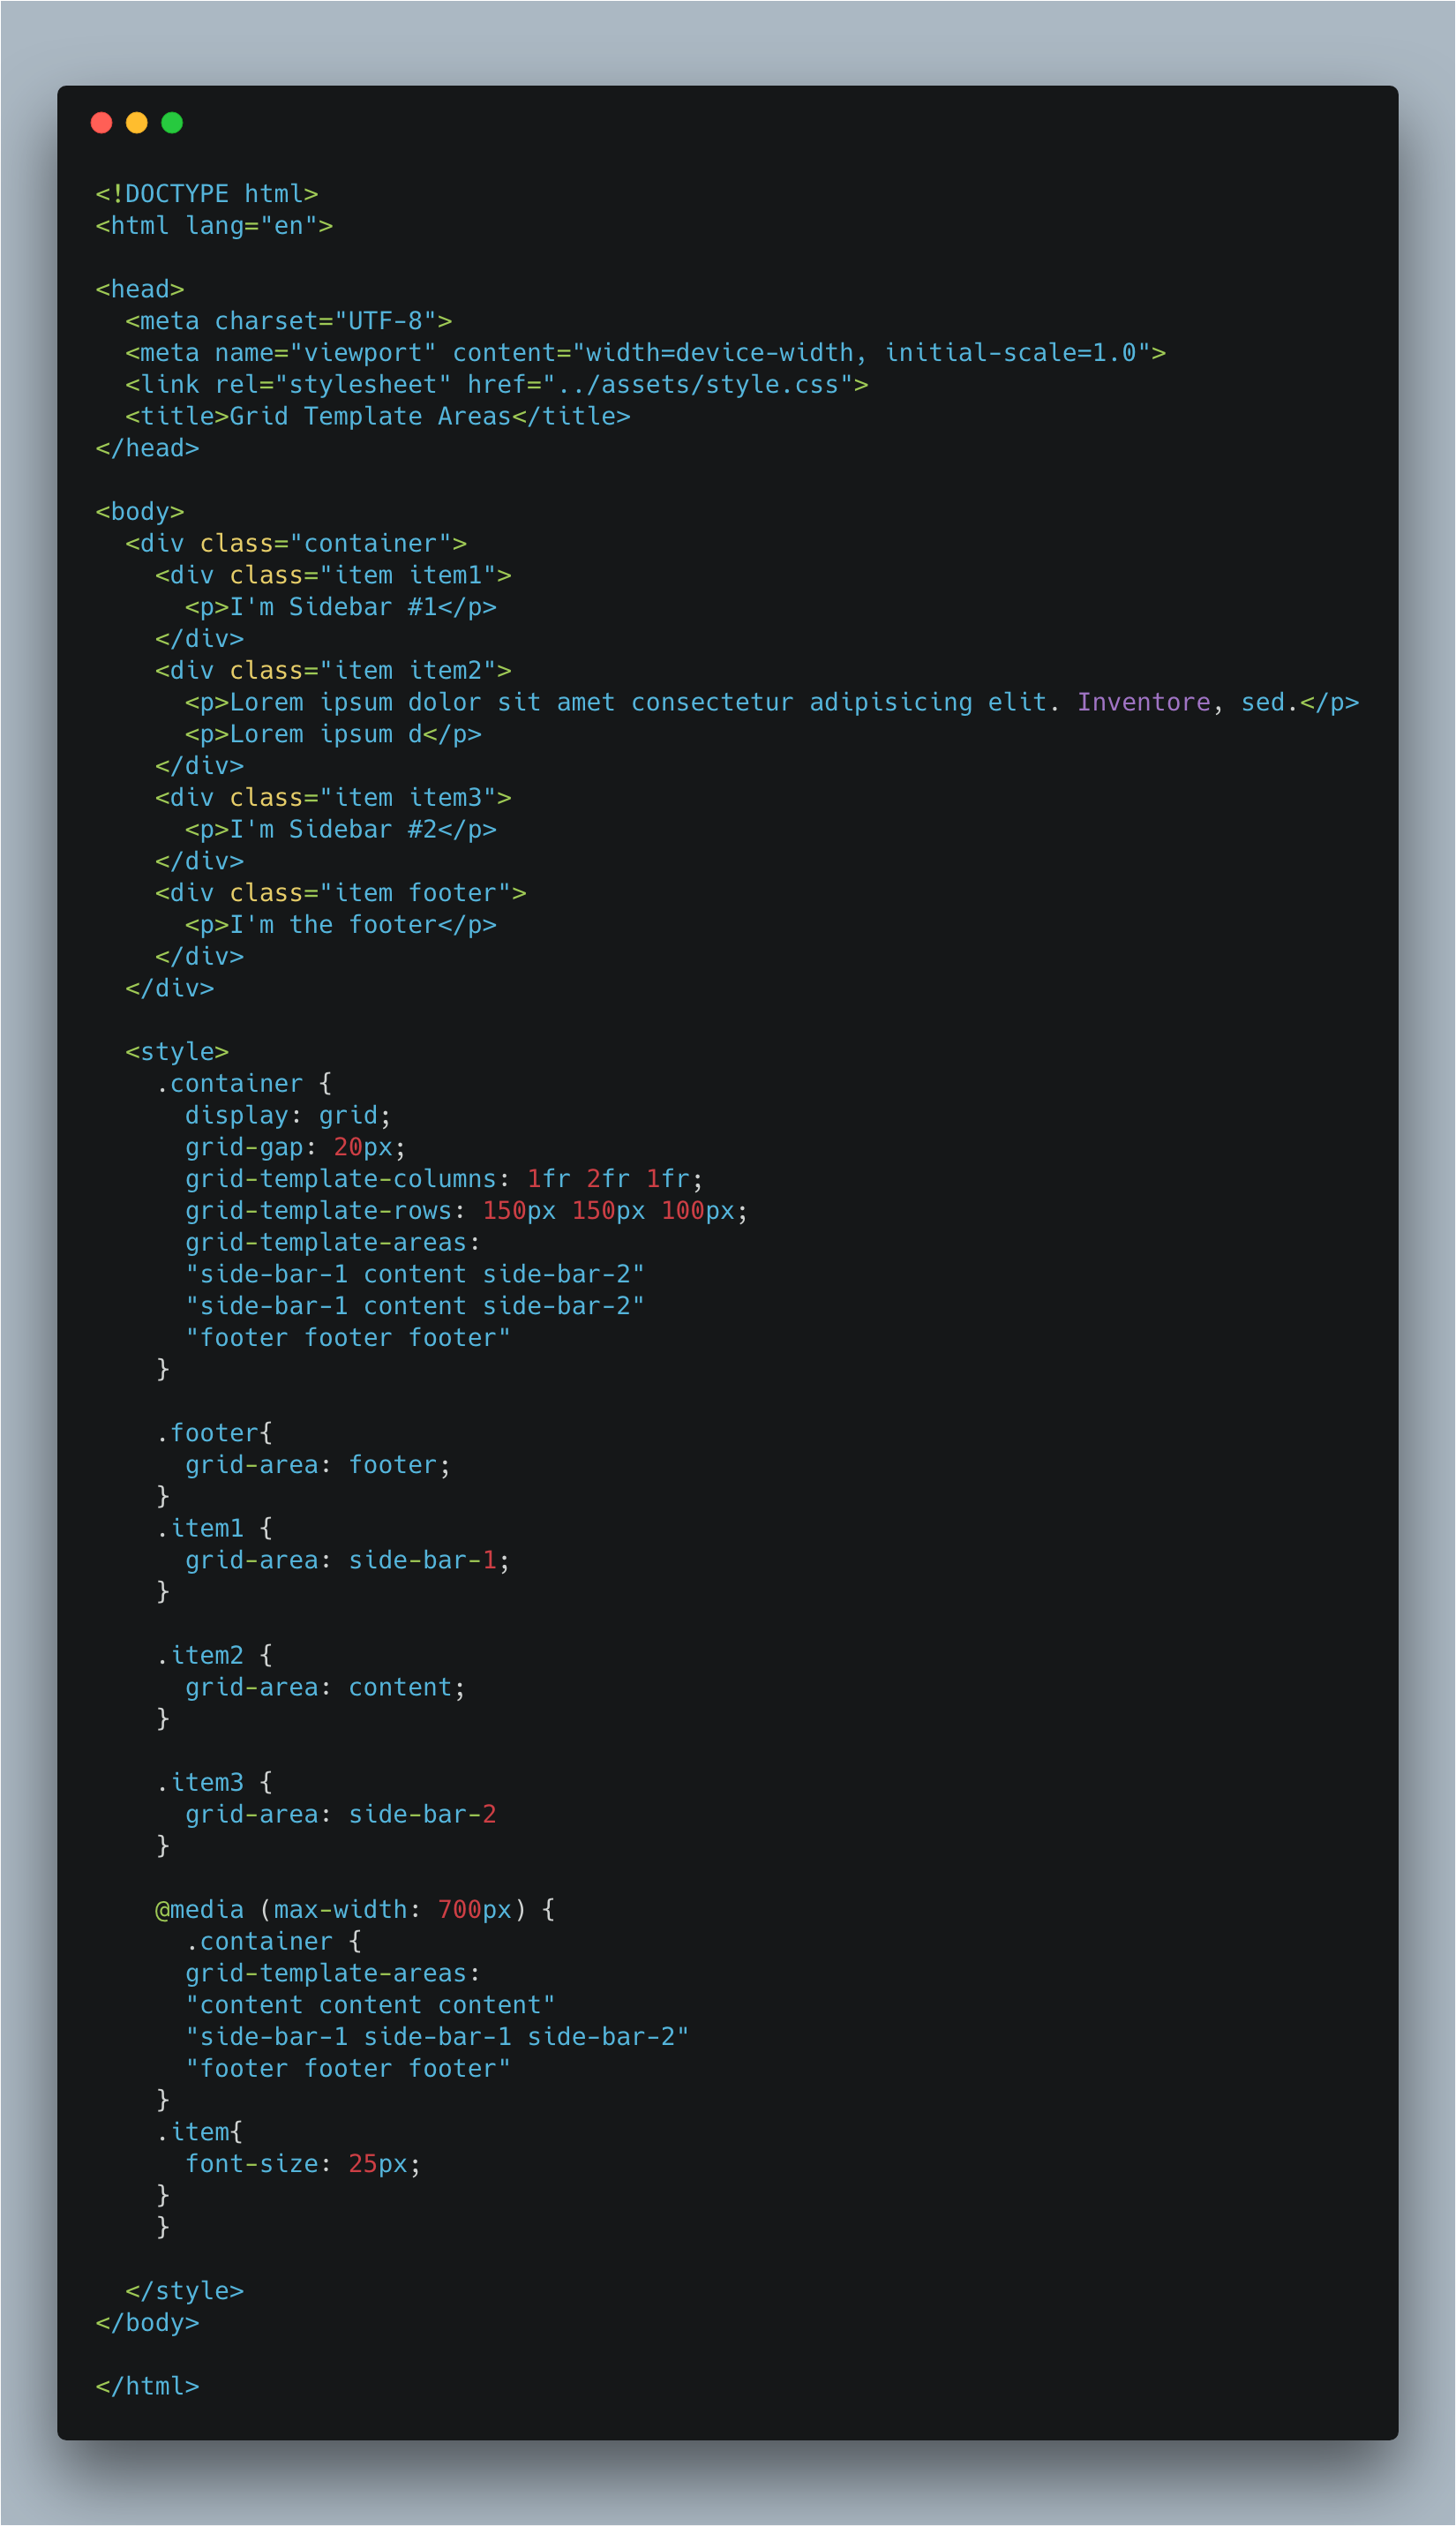 <!DOCTYPE html>
<html lang="en">

<head>
  <meta charset="UTF-8">
  <meta name="viewport" content="width=device-width, initial-scale=1.0">
  <link rel="stylesheet" href="../assets/style.css">
  <title>Grid Template Areas</title>
</head>

<body>
  <div class="container">
    <div class="item item1">
      <p>I'm Sidebar #1</p>
    </div>
    <div class="item item2">
      <p>Lorem ipsum dolor sit amet consectetur adipisicing elit. Inventore, sed.</p>
      <p>Lorem ipsum d</p>
    </div>
    <div class="item item3">
      <p>I'm Sidebar #2</p>
    </div>
    <div class="item footer">
      <p>I'm the footer</p>
    </div>
  </div>

  <style>
    .container {
      display: grid;
      grid-gap: 20px;
      grid-template-columns: 1fr 2fr 1fr;
      grid-template-rows: 150px 150px 100px;
      grid-template-areas:
      "side-bar-1 content side-bar-2"
      "side-bar-1 content side-bar-2"
      "footer footer footer"
    }

    .footer{
      grid-area: footer;
    }
    .item1 {
      grid-area: side-bar-1;
    }

    .item2 {
      grid-area: content;
    }

    .item3 {
      grid-area: side-bar-2
    }

    @media (max-width: 700px) {
      .container {
      grid-template-areas:
      "content content content"
      "side-bar-1 side-bar-1 side-bar-2"
      "footer footer footer"
    }
    .item{
      font-size: 25px;
    }
    }

  </style>
</body>

</html>